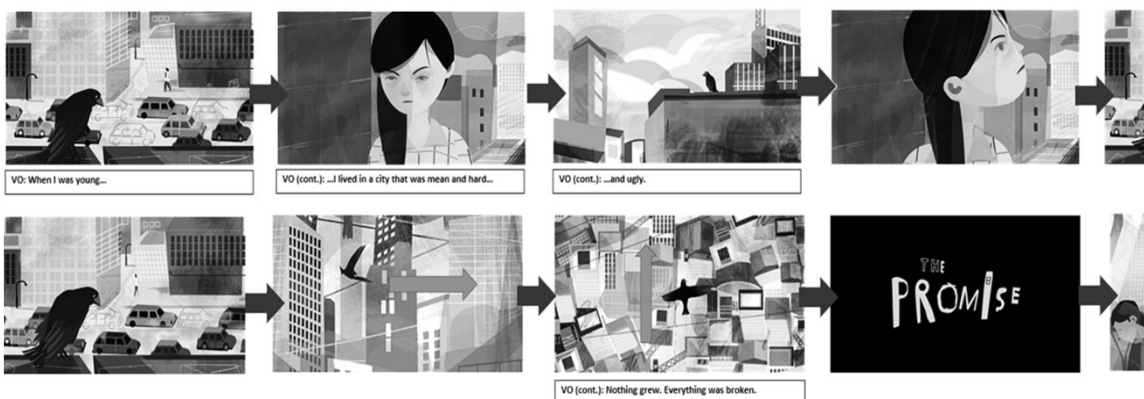 VO: When I was young...
VO (cont.): ...I lived in a city that was mean and hard...
VO (cont.): ...and ugly.
THE
PROMISE
VO (cont.): Nothing grew. Everything was broken.